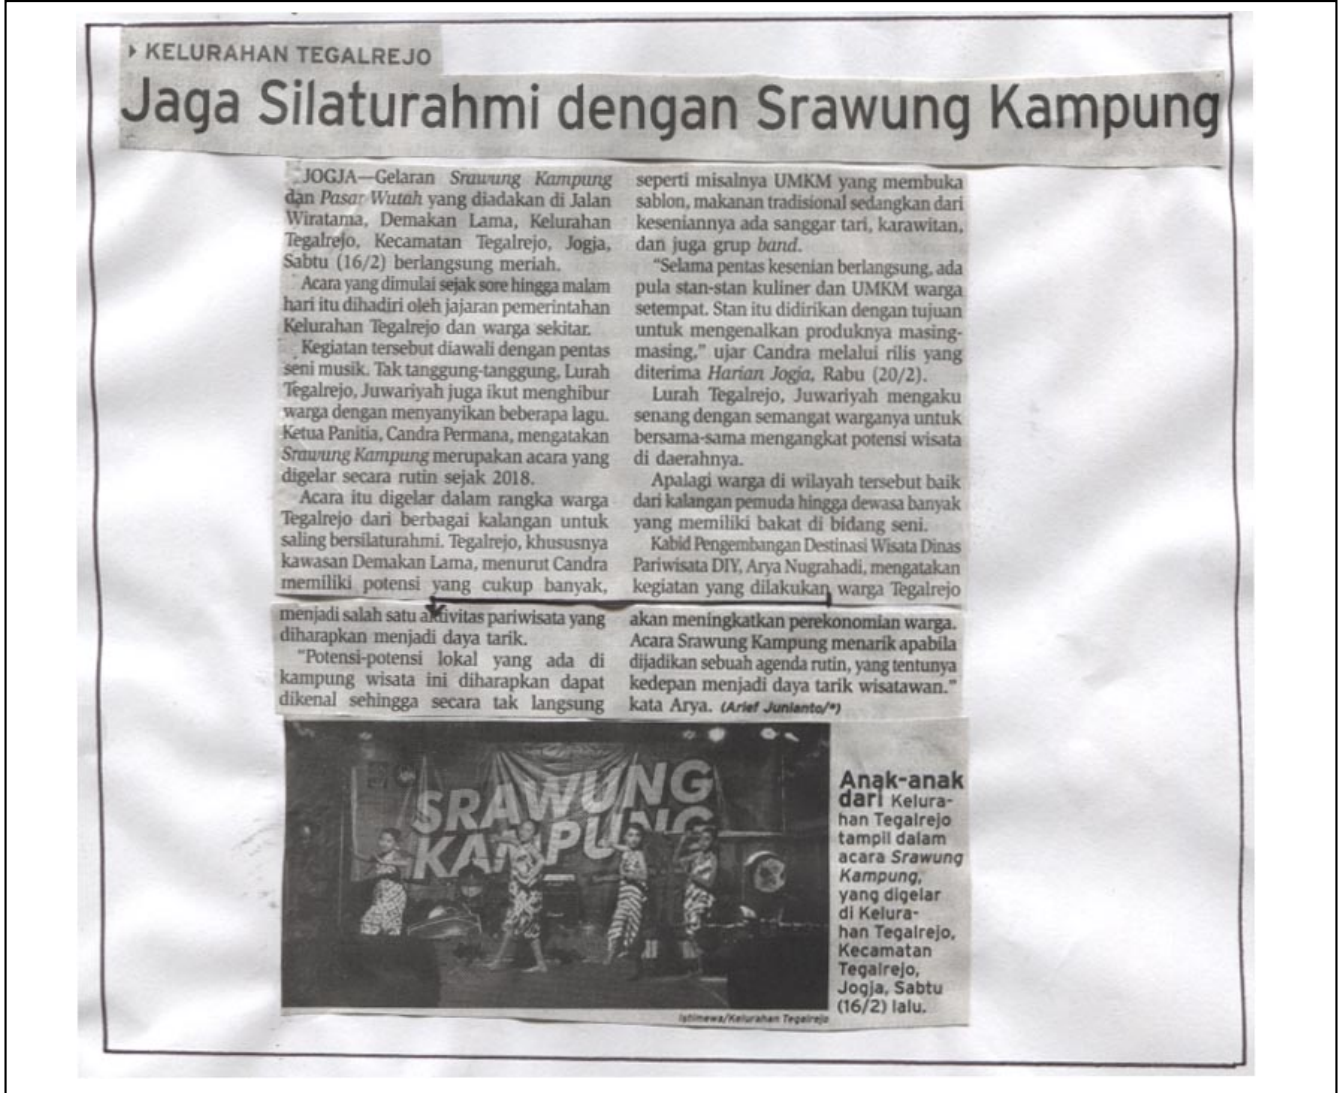 KELURAHAN TEGALREJO
Jaga Silaturahmi dengan Srawung Kampung
JOGJA—Gelaran Srawung Kampung
dan Pasar Wutah yang diadakan di Jalan
Wiratama, Demakan Lama, Kelurahan
Tegalrejo, Kecamatan Tegalrejo, Jogja,
Sabtu (16/2) berlangsung meriah.
Acara yang dimulai sejak sore hingga malam
hari itu dihadiri oleh jajaran pemerintahan
Kelurahan Tegalrejo dan warga sekitar.
Kegiatan tersebut diawali dengan pentas
seni musik. Tak tanggung-tanggung, Lurah
Tegalrejo, Juwariyah juga ikut menghibur
warga dengan menyanyikan beberapa lagu.
Ketua Panitia, Candra Permana, mengatakan
Srawung Kampung merupakan acara yang
digelar secara rutin sejak 2018.
Acara itu digelar dalam rangka warga
Tegalrejo dari berbagai kalangan untuk
saling bersilaturahmi. Tegalrejo, khususnya
kawasan Demakan Lama, menurut Candra
memiliki potensi yang cukup banyak,
seperti misalnya UMKM yang membuka
sablon, makanan tradisional sedangkan dari
keseniannya ada sanggar tari, karawitan,
dan juga grup band.
“Selama pentas kesenian berlangsung, ada
pula stan-stan kuliner dan UMKM warga
setempat. Stan itu didirikan dengan tujuan
untuk mengenalkan produknya masing-
masing,” ujar Candra melalui rilis yang
diterima Harian Jogja, Rabu (20/2).
Lurah Tegalrejo, Juwariyah mengaku
senang dengan semangat warganya untuk
bersama-sama mengangkat potensi wisata
di daerahnya.
Apalagi warga di wilayah tersebut baik
dari kalangan pemuda hingga dewasa banyak
yang memiliki bakat di bidang seni.
Kabid Pengembangan Destinasi Wisata Dinas
Pariwisata DIY, Arya Nugrahadi, mengatakan
kegiatan yang dilakukan warga Tegalrejo
menjadi salah satu aktivitas pariwisata yang
diharapkan menjadi daya tarik.
“Potensi-potensi lokal yang ada di
kampung wisata ini diharapkan dapat
dikenal sehingga secara tak langsung
akan meningkatkan perekonomian warga.
Acara Srawung Kampung menarik apabila
dijadikan sebuah agenda rutin, yang tentunya
kedepan menjadi daya tarik wisatawan.”
kata Arya. (Arief Junianto/*)
SRAWUNG
KAMPUNG
Anak-anak
dari Kelura-
han Tegalrejo
tampil dalam
acara Srawung
Kampung,
yang digelar
di Kelura-
han Tegalrejo,
Kecamatan
Tegalrejo,
Jogja, Sabtu
(16/2) lalu.
Istimewa/Kelurahan Tegalrejo